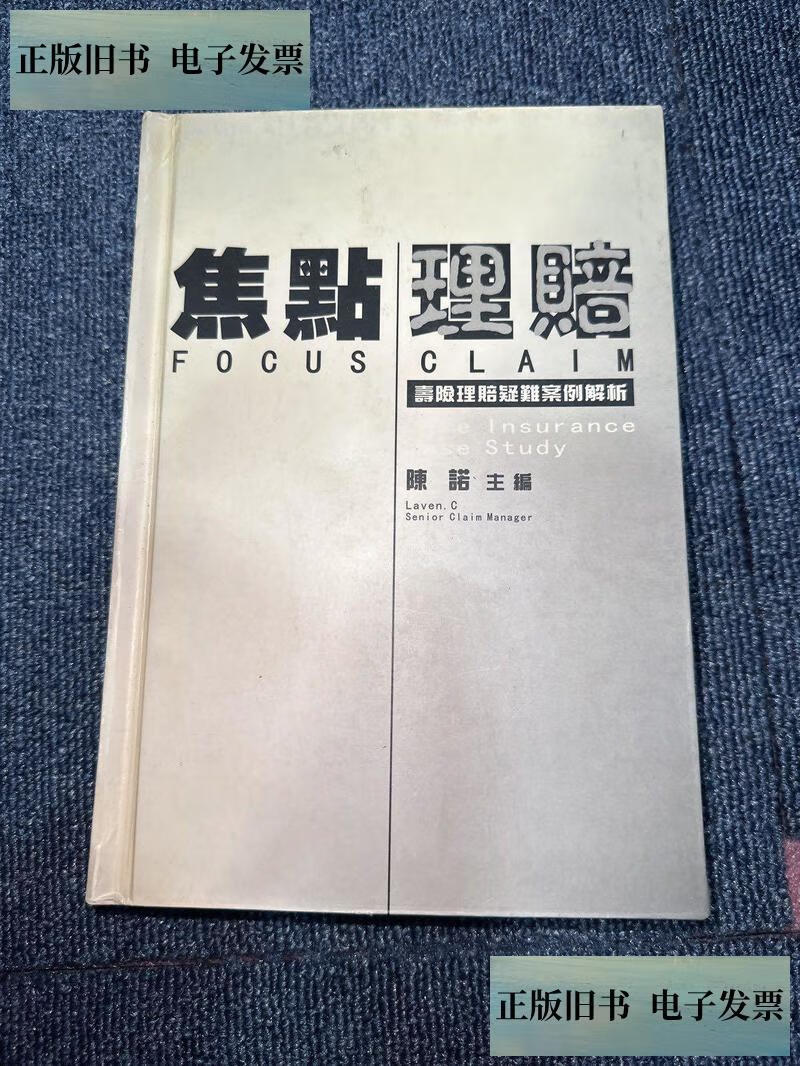 正版旧书 电子发票
焦點 理賠
FOCUS CLAIM
壽險理賠疑難案例解析
Insurance
Study
陳 諾 主編
Laven.C
Senior Claim Manager
正版旧书 电子发票